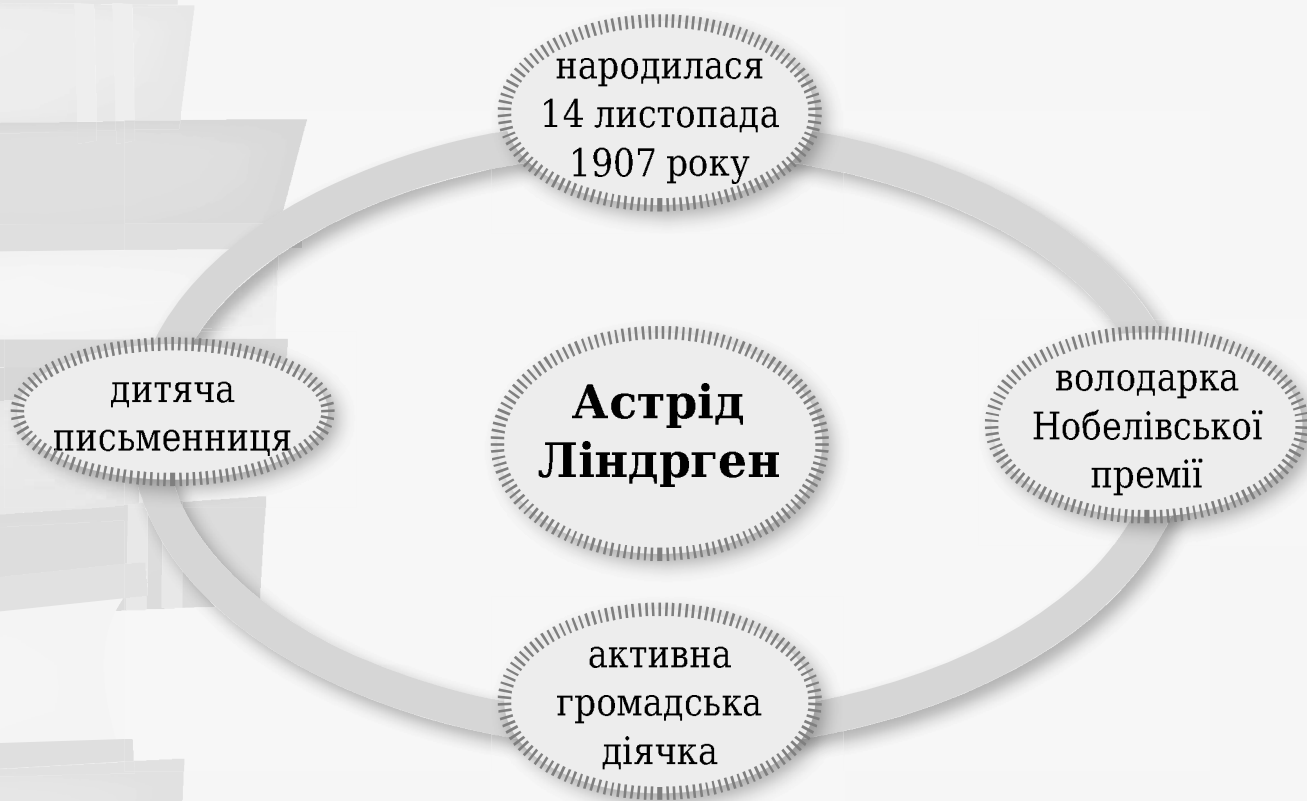 народилася
14 листопада
1907 року
дитяча
письменниця
Астрід
Ліндрген
володарка
Нобелівської
премії
активна
громадська
діячка